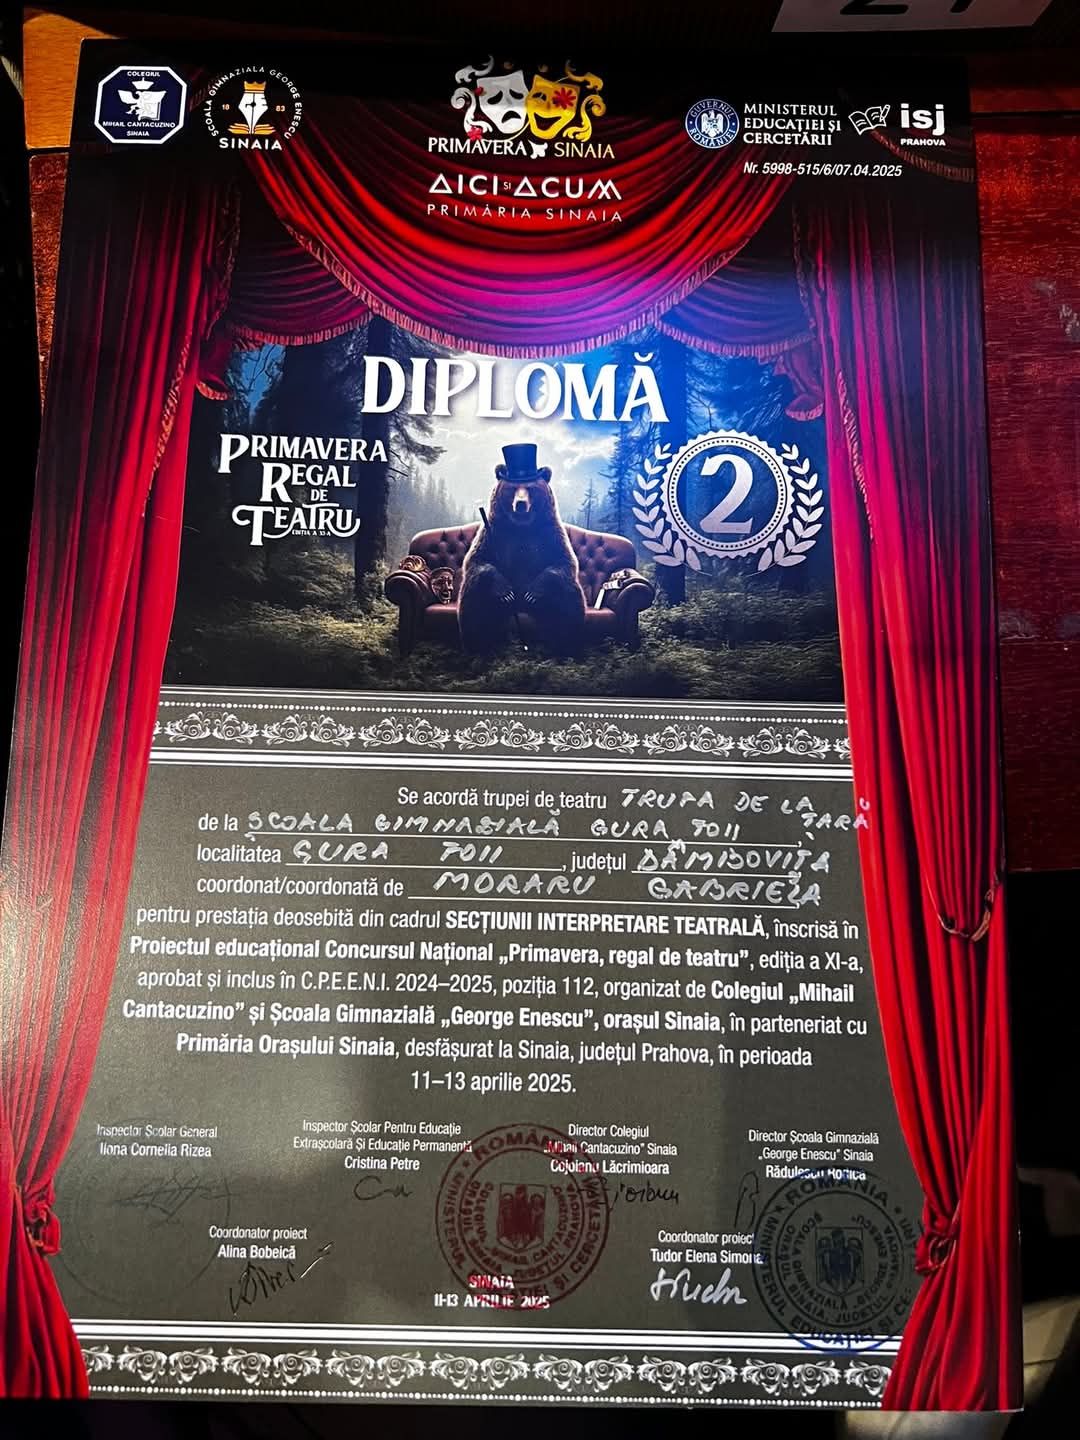 COLEGIUL
MIHAIL CANTACUZINO
SINAIA
ȘCOALA GIMNAZIALĂ GEORGE ENESCU
18 83
SINAIA
PRIMAVERA SINAIA
AICI ȘI ACUM
PRIMĂRIA SINAIA
GUVERNUL ROMÂNIEI
MINISTERUL
EDUCAȚIEI ȘI
CERCETĂRII
isj
PRAHOVA
Nr. 5998-515/6/07.04.2025
DIPLOMĂ
PRIMAVERA
REGAL
DE
TEATRU
EDIȚIA A XI-A
2
Se acordă trupei de teatru TRUPA DE LA ȚARĂ
de la ȘCOALA GIMNAZIALĂ GURA FOII,
localitatea GURA FOII, județul DÂMBOVIȚA
coordonat/coordonată de MORARU GABRIELA
pentru prestația deosebită din cadrul SECȚIUNII INTERPRETARE TEATRALĂ, înscrisă în
Proiectul educațional Concursul Național „Primavera, regal de teatru”, ediția a XI-a,
aprobat și inclus în C.P.E.E.N.I. 2024–2025, poziția 112, organizat de Colegiul „Mihail
Cantacuzino” și Școala Gimnazială „George Enescu”, orașul Sinaia, în parteneriat cu
Primăria Orașului Sinaia, desfășurat la Sinaia, județul Prahova, în perioada
11–13 aprilie 2025.
Inspector Școlar General
Ilona Cornelia Rizea
Inspector Școlar Pentru Educație
Extrașcolară Și Educație Permanentă
Cristina Petre
Director Colegiul
„Mihail Cantacuzino” Sinaia
Cojoianu Lăcrimioara
Director Școala Gimnazială
„George Enescu” Sinaia
Rădulescu Rodica
Coordonator proiect
Alina Bobeică
Coordonator proiect
Tudor Elena Simona
SINAIA
11-13 APRILIE 2025